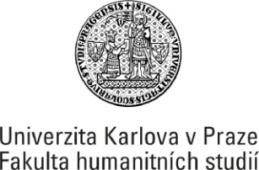 Univerzita Karlova v Praze
Fakulta humanitních studií